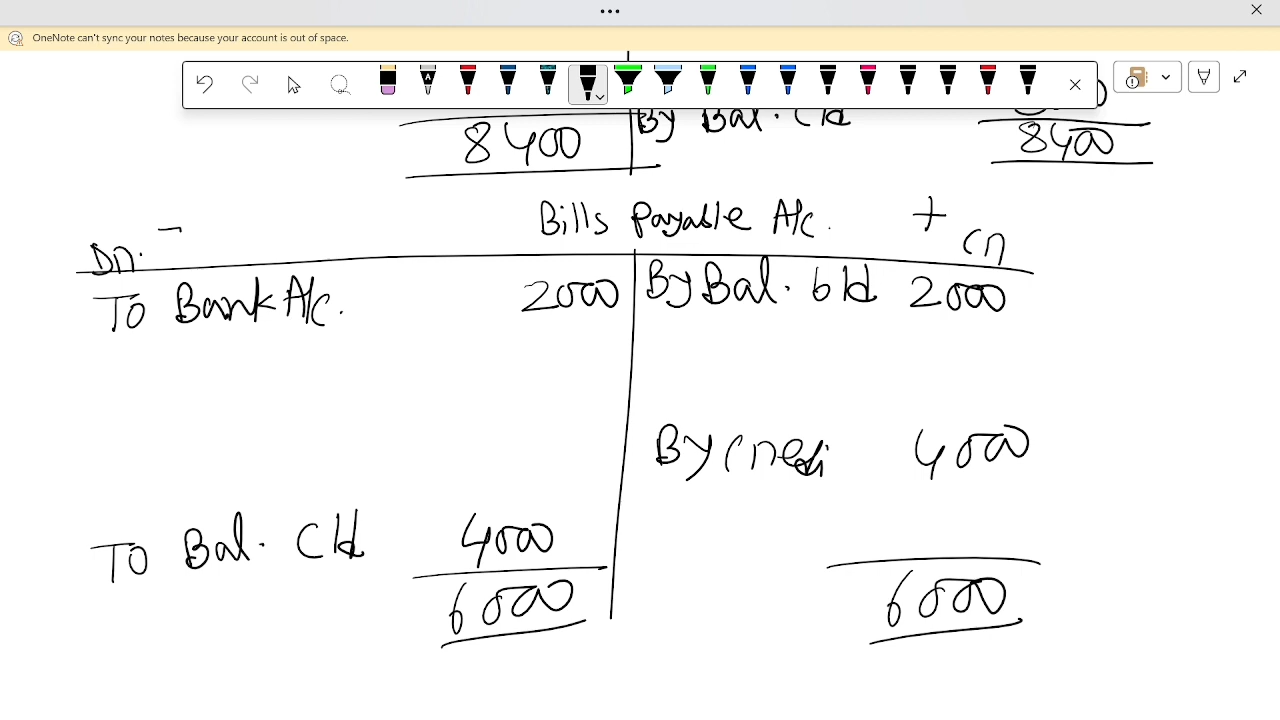 OneNote can't sync your notes because your account is out of space.
By Bal. C/d
8400 8400
Bills Payable A/c. +
Dr. - Cr
To Bank A/c. 2000 By Bal. b/d 2000
By Credi 4000
To Bal. C/d 4000
6000 6000